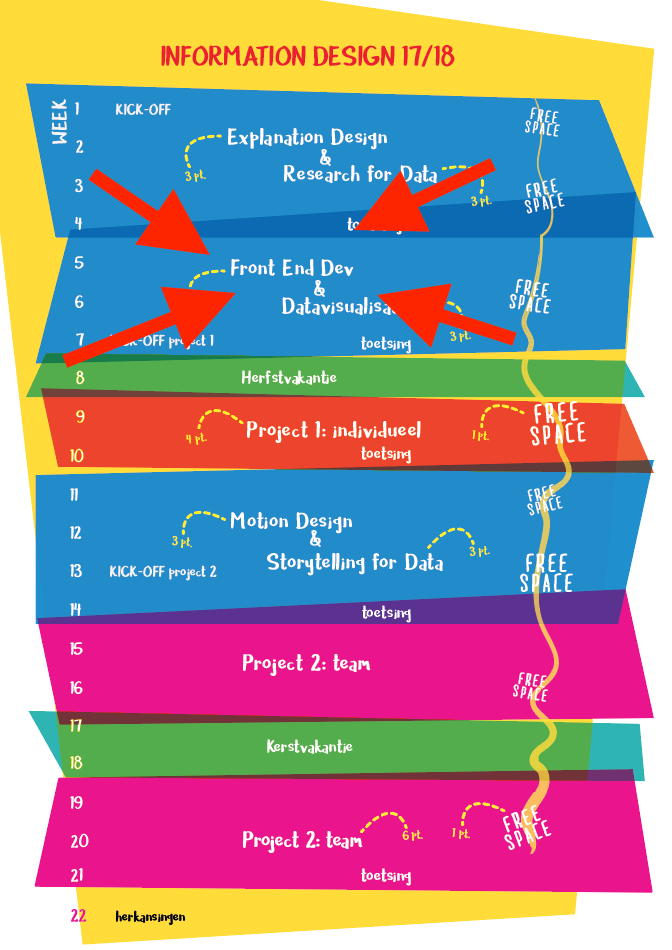 INFORMATION DESIGN 17/18
WEEK
1 KICK-OFF FREE SPACE
Explanation Design
2 &
3 pt. Research for Data
3 FREE SPACE
3 pt.
4 toetsing
5 Front End Dev
&
6 FREE SPACE
3 pt.
7 KICK-OFF project 1 toetsing
8 Herfstvakantie
9 FREE SPACE
4 pt. Project 1: individueel 1 pt.
10 toetsing
11 FREE SPACE
Motion Design
12 &
3 pt. 3 pt.
Storytelling for Data
13 KICK-OFF project 2 FREE SPACE
14 toetsing
15 Project 2: team
16 FREE SPACE
17
Kerstvakantie
18
19
FREE SPACE
20 Project 2: team 6 pt. 1 pt.
21 toetsing
22 herkansingen